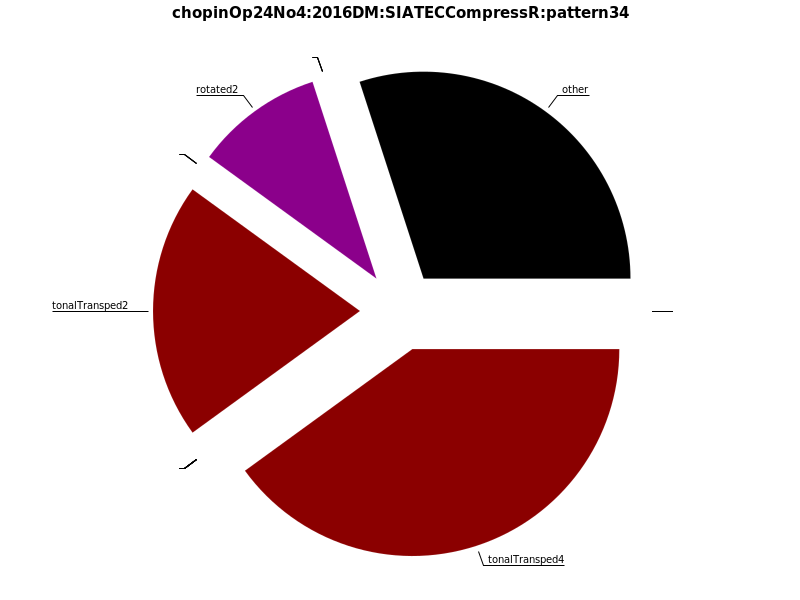 chopinOp24No4:2016DM:SIATECCompressR:pattern34
rotated2
other
tonalTransped2
tonalTransped4